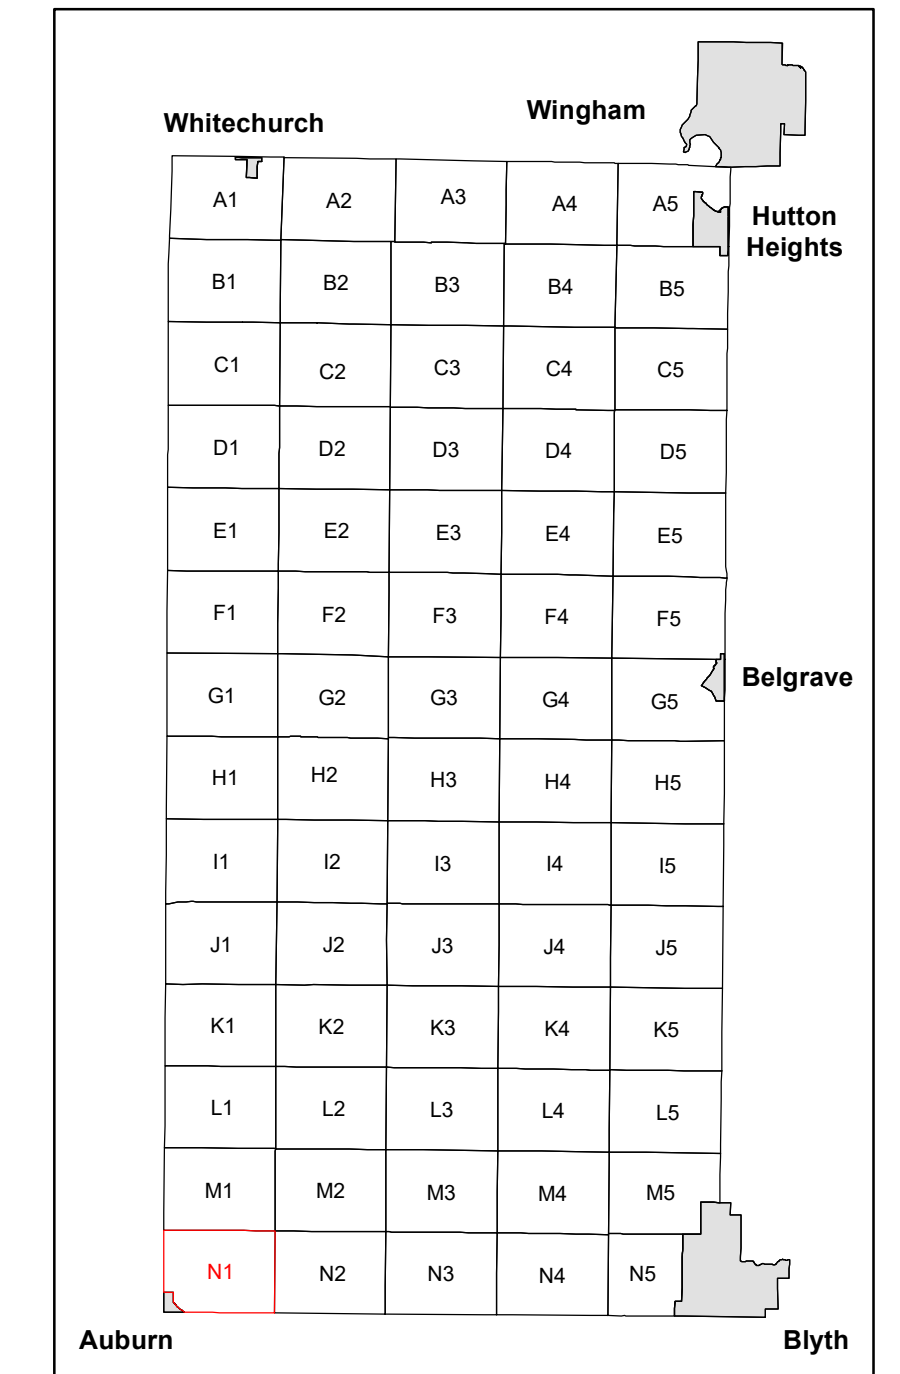 Wingham
Whitechurch
A1 A2 A3 A4 A5
Hutton
Heights
B1 B2 B3 B4 B5
C1 C2 C3 C4 C5
D1 D2 D3 D4 D5
E1 E2 E3 E4 E5
F1 F2 F3 F4 F5
Belgrave
G1 G2 G3 G4 G5
H1 H2 H3 H4 H5
I1 I2 I3 I4 I5
J1 J2 J3 J4 J5
K1 K2 K3 K4 K5
L1 L2 L3 L4 L5
M1 M2 M3 M4 M5
N1 N2 N3 N4 N5
Auburn Blyth